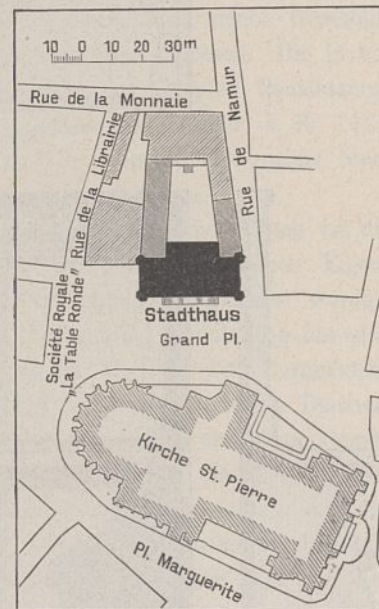 10 0 10 20 30m
Rue de la Monnaie
Rue de Namur
Rue de la Librairie
Société Royale
„La Table Ronde”
Stadthaus
Grand Pl.
Kirche St. Pierre
Pl. Marguerite